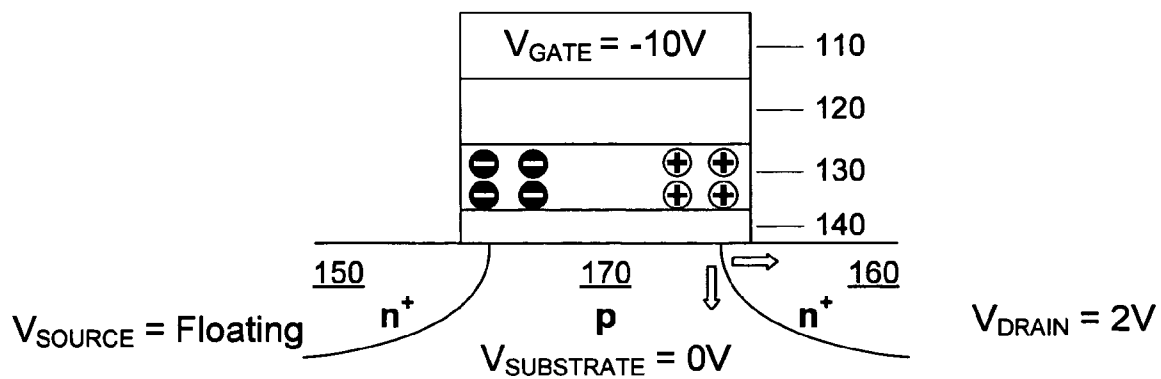 V_GATE = -10V
110
120
130
140
150
170
160
n⁺
p
n⁺
V_SOURCE = Floating
V_DRAIN = 2V
V_SUBSTRATE = 0V